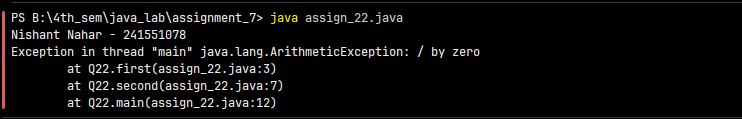 PS B:\4th_sem\java_lab\assignment_7> java assign_22.java
Nishant Nahar - 241551078
Exception in thread "main" java.lang.ArithmeticException: / by zero
        at Q22.first(assign_22.java:3)
        at Q22.second(assign_22.java:7)
        at Q22.main(assign_22.java:12)